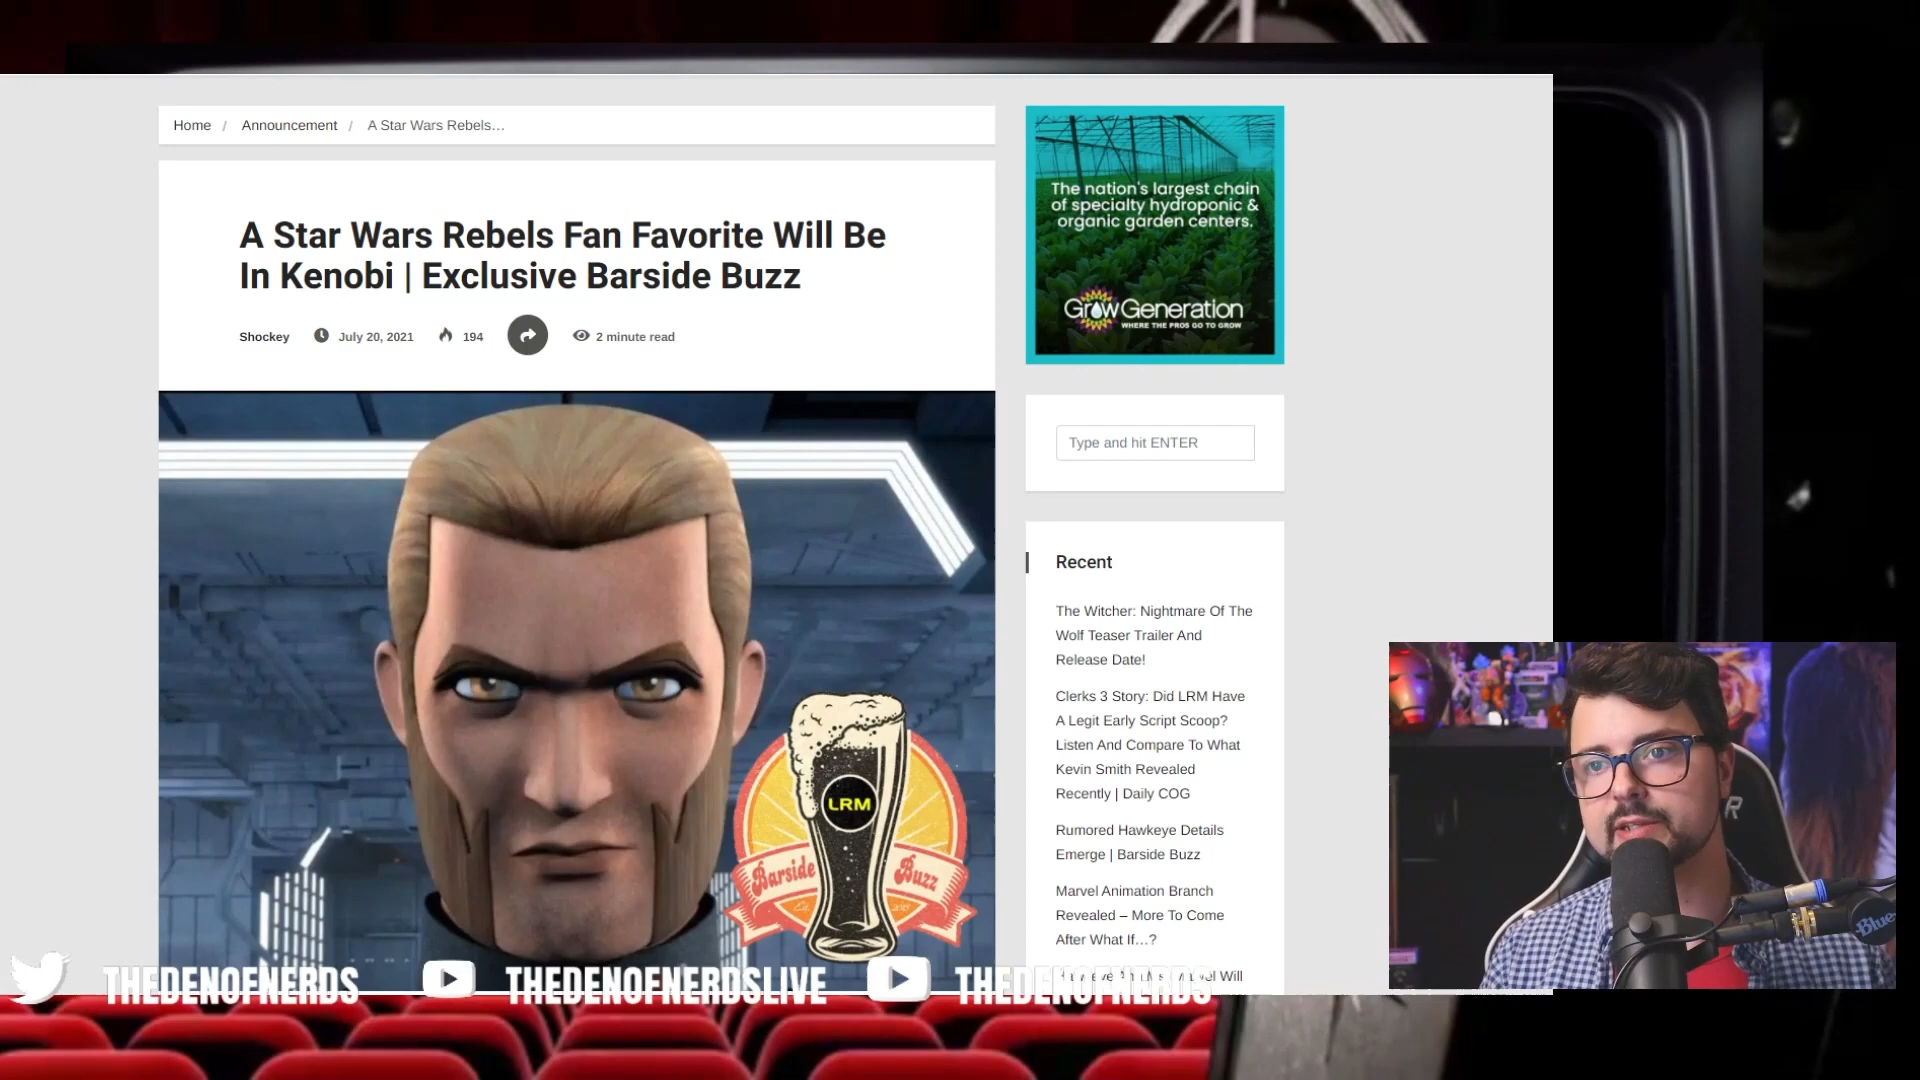 Home / Announcement / A Star Wars Rebels...
A Star Wars Rebels Fan Favorite Will Be
In Kenobi | Exclusive Barside Buzz
Shockey July 20, 2021 194 2 minute read
LRM
Barside Buzz
The nation's largest chain
of specialty hydroponic &
organic garden centers.
GrowGeneration
WHERE THE PROS GO TO GROW
Type and hit ENTER
Recent
The Witcher: Nightmare Of The
Wolf Teaser Trailer And
Release Date!
Clerks 3 Story: Did LRM Have
A Legit Early Script Scoop?
Listen And Compare To What
Kevin Smith Revealed
Recently | Daily COG
Rumored Hawkeye Details
Emerge | Barside Buzz
Marvel Animation Branch
Revealed – More To Come
After What If...?
Will
R
Blue
THEDENOFNERDS THEDENOFNERDSLIVE THEDENOFNERDS